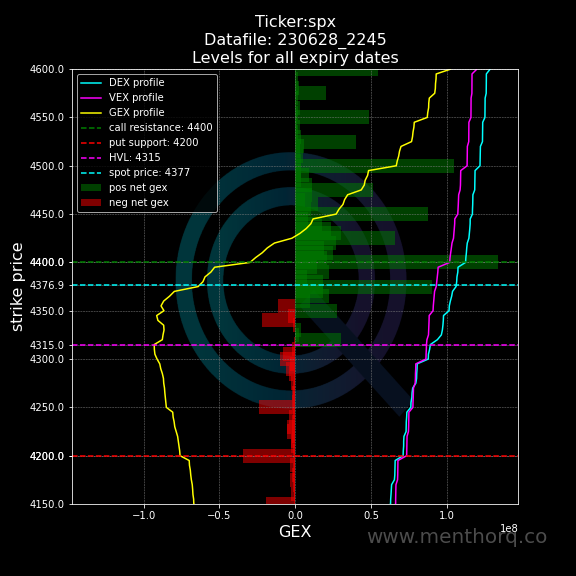 Ticker:spx
Datafile: 230628_2245
Levels for all expiry dates
DEX profile
VEX profile
GEX profile
call resistance: 4400
put support: 4200
HVL: 4315
spot price: 4377
pos net gex
neg net gex
strike price
4600.0
4550.0
4500.0
4450.0
4400.0
4376.9
4315.0
4300.0
4250.0
4200.0
4150.0
−1.0 −0.5 0.0 0.5 1.0
1e8
GEX
www.menthorq.co